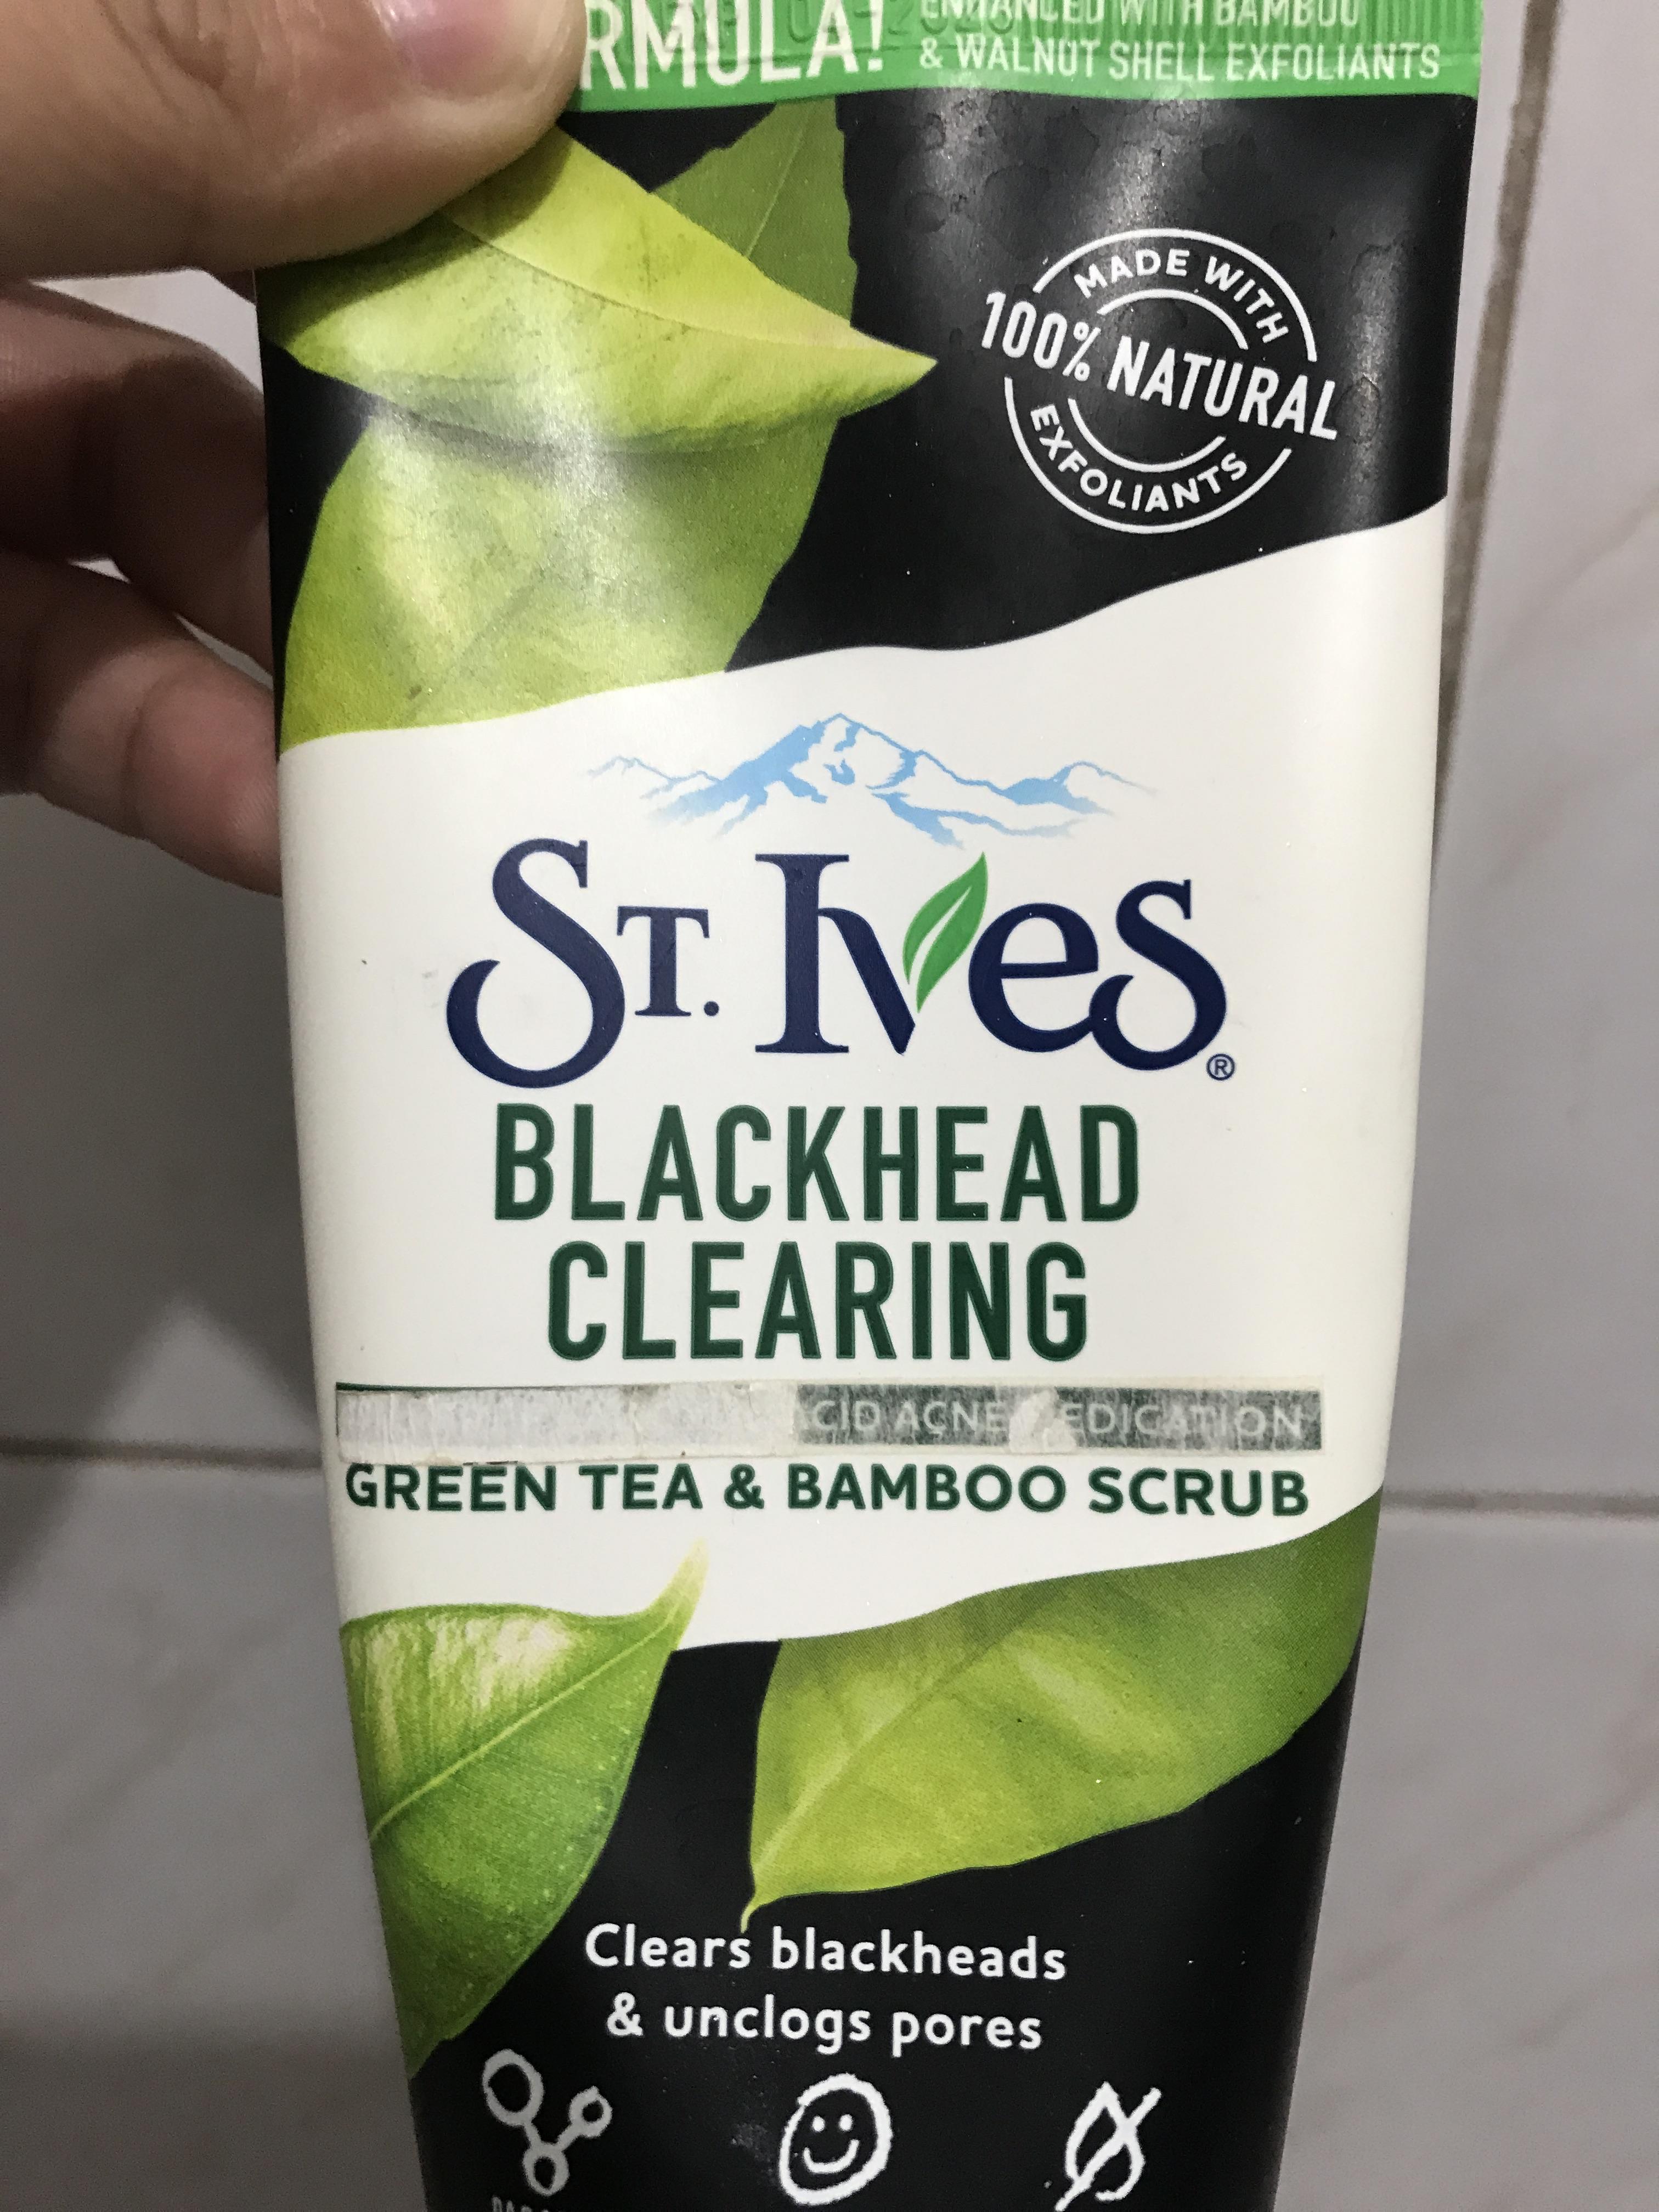 RMULA!
ENHANCED WITH BAMBOO
& WALNUT SHELL EXFOLIANTS
MADE WITH
100% NATURAL
EXFOLIANTS
ST. IVES®
BLACKHEAD
CLEARING
CID ACNE EDICATION
GREEN TEA & BAMBOO SCRUB
Clears blackheads
& unclogs pores